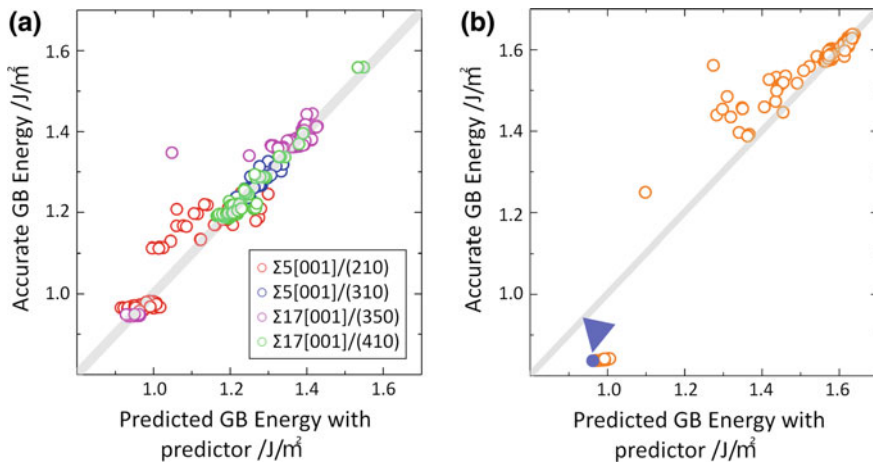 (a)
Accurate GB Energy /J/m²
1.6
1.4
1.2
1.0
Σ5[001]/(210)
Σ5[001]/(310)
Σ17[001]/(350)
Σ17[001]/(410)
1.0 1.2 1.4 1.6
Predicted GB Energy with
predictor /J/m²
(b)
Accurate GB Energy /J/m²
1.6
1.4
1.2
1.0
1.0 1.2 1.4 1.6
Predicted GB Energy with
predictor /J/m²